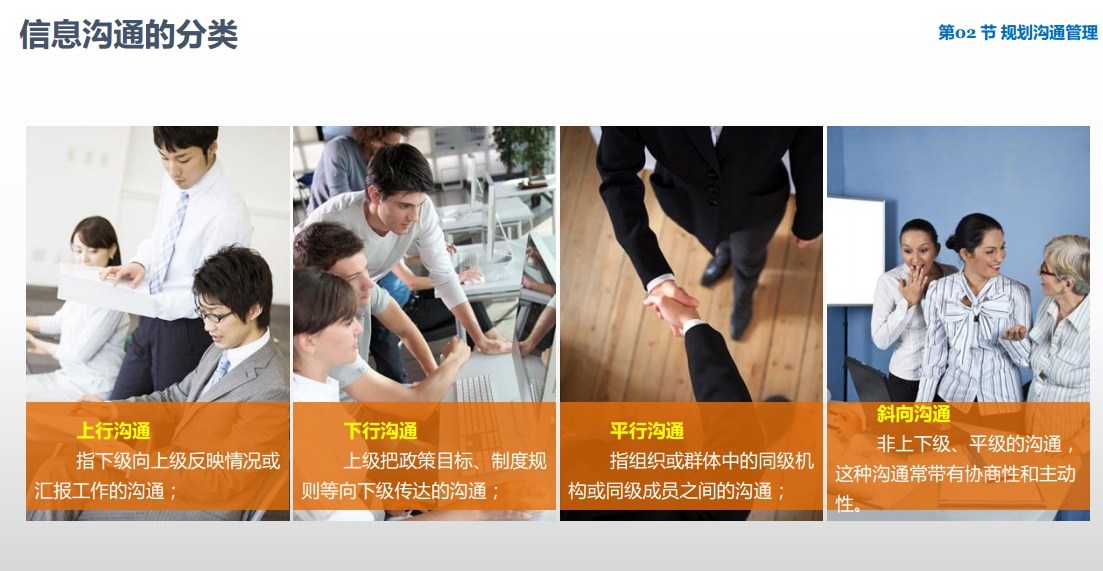 信息沟通的分类
第02 节 规划沟通管理
上行沟通
指下级向上级反映情况或
汇报工作的沟通；
下行沟通
上级把政策目标、制度规
则等向下级传达的沟通；
平行沟通
指组织或群体中的同级机
构或同级成员之间的沟通；
斜向沟通
非上下级、平级的沟通，
这种沟通常带有协商性和主动
性。